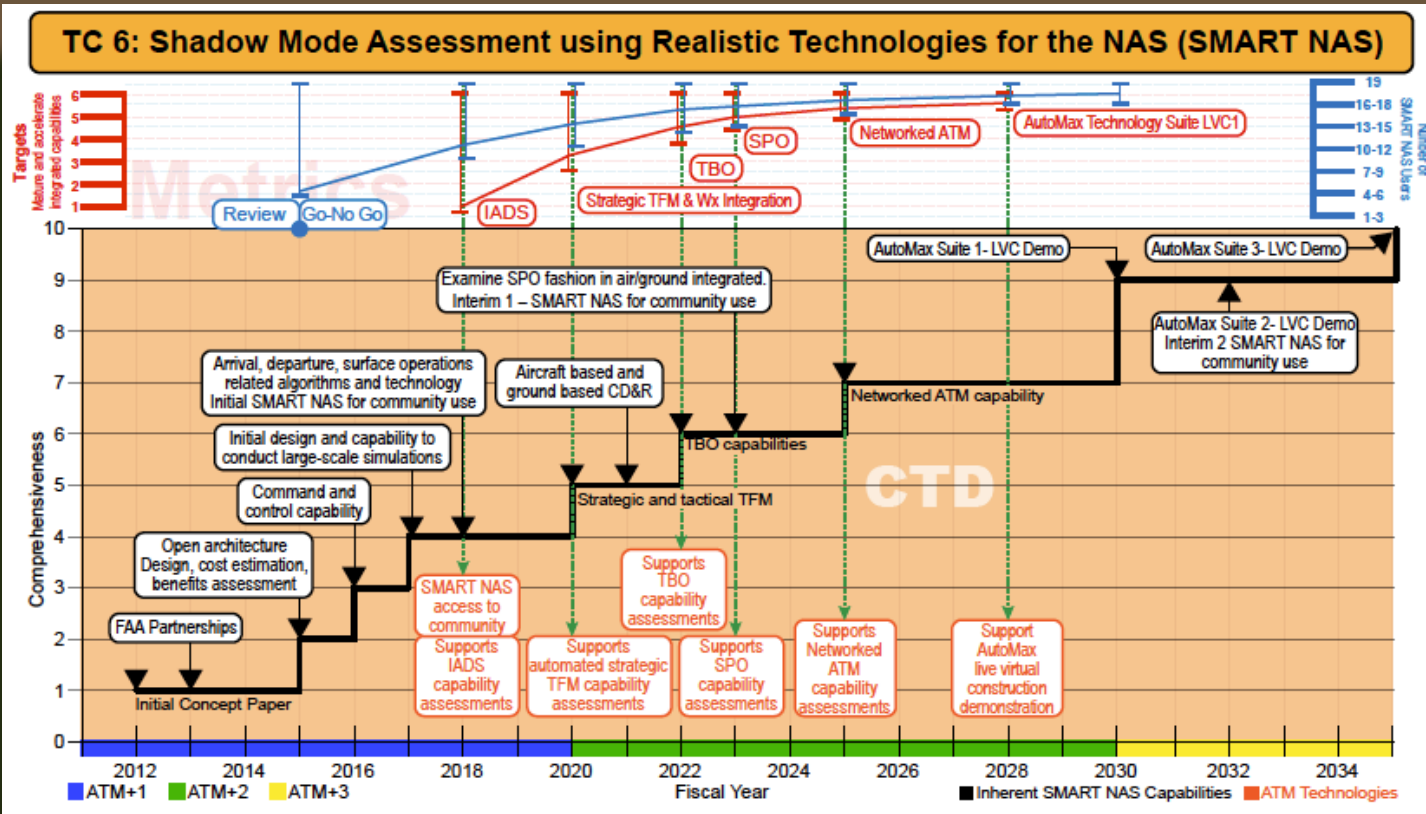 TC 6: Shadow Mode Assessment using Realistic Technologies for the NAS (SMART NAS)
Targets
Mature and accelerate
integrated capabilities
6
5
4
3
2
1
Metrics
Review
Go-No Go
IADS
Strategic TFM & Wx Integration
TBO
SPO
Networked ATM
AutoMax Technology Suite LVC1
19
16-18
13-15
10-12
7-9
4-6
1-3
Number of
SMART NAS Users
Comprehensiveness
10
9
8
7
6
5
4
3
2
1
0
AutoMax Suite 1- LVC Demo
AutoMax Suite 3- LVC Demo
Examine SPO fashion in air/ground integrated.
Interim 1 – SMART NAS for community use
AutoMax Suite 2- LVC Demo
Interim 2 SMART NAS for
community use
Arrival, departure, surface operations
related algorithms and technology
Initial SMART NAS for community use
Aircraft based and
ground based CD&R
Networked ATM capability
Initial design and capability to
conduct large-scale simulations
TBO capabilities
Command and
control capability
CTD
Strategic and tactical TFM
Open architecture
Design, cost estimation,
benefits assessment
FAA Partnerships
Initial Concept Paper
SMART NAS
access to
community
Supports
IADS
capability
assessments
Supports
automated strategic
TFM capability
assessments
Supports
TBO
capability
assessments
Supports
SPO
capability
assessments
Supports
Networked
ATM
capability
assessments
Support
AutoMax
live virtual
construction
demonstration
2012
2014
2016
2018
2020
2022
2024
2026
2028
2030
2032
2034
ATM+1
ATM+2
ATM+3
Fiscal Year
Inherent SMART NAS Capabilities
ATM Technologies